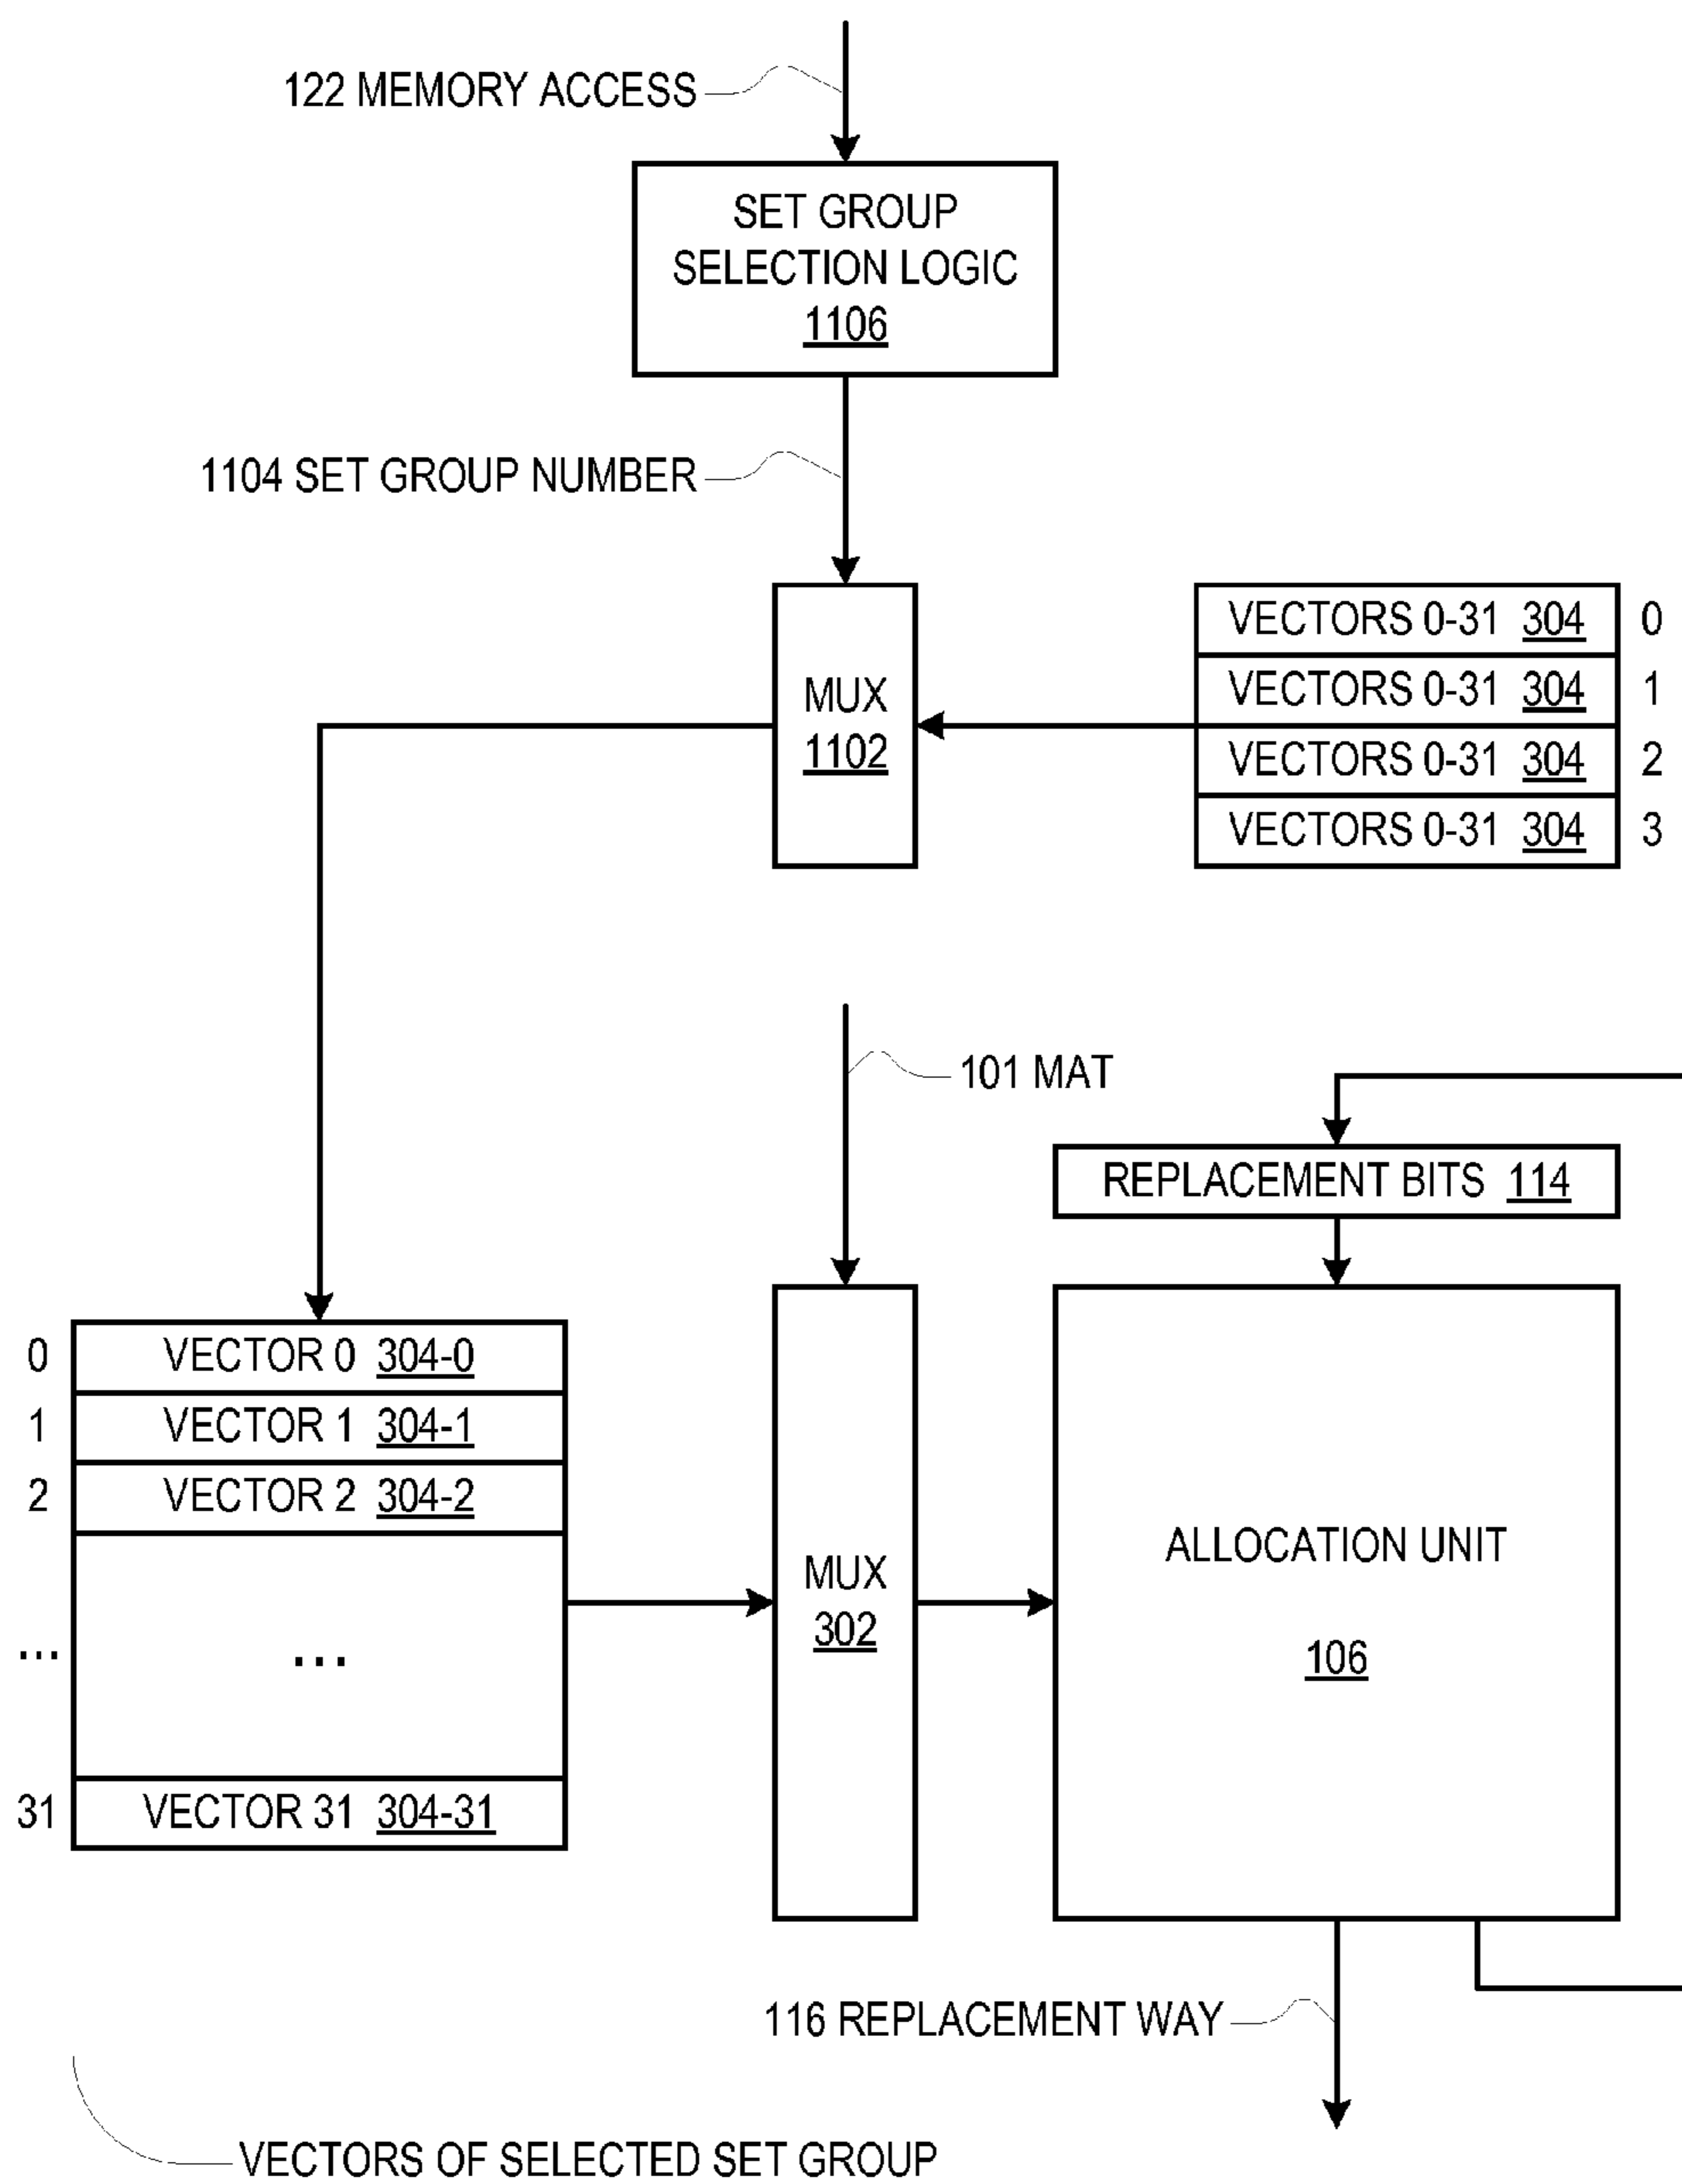 122 MEMORY ACCESS
SET GROUP
SELECTION LOGIC
1106
1104 SET GROUP NUMBER
MUX
1102
VECTORS 0-31 304 0
VECTORS 0-31 304 1
VECTORS 0-31 304 2
VECTORS 0-31 304 3
101 MAT
REPLACEMENT BITS 114
0 VECTOR 0 304-0
1 VECTOR 1 304-1
2 VECTOR 2 304-2
... ...
31 VECTOR 31 304-31
MUX
302
ALLOCATION UNIT
106
116 REPLACEMENT WAY
VECTORS OF SELECTED SET GROUP